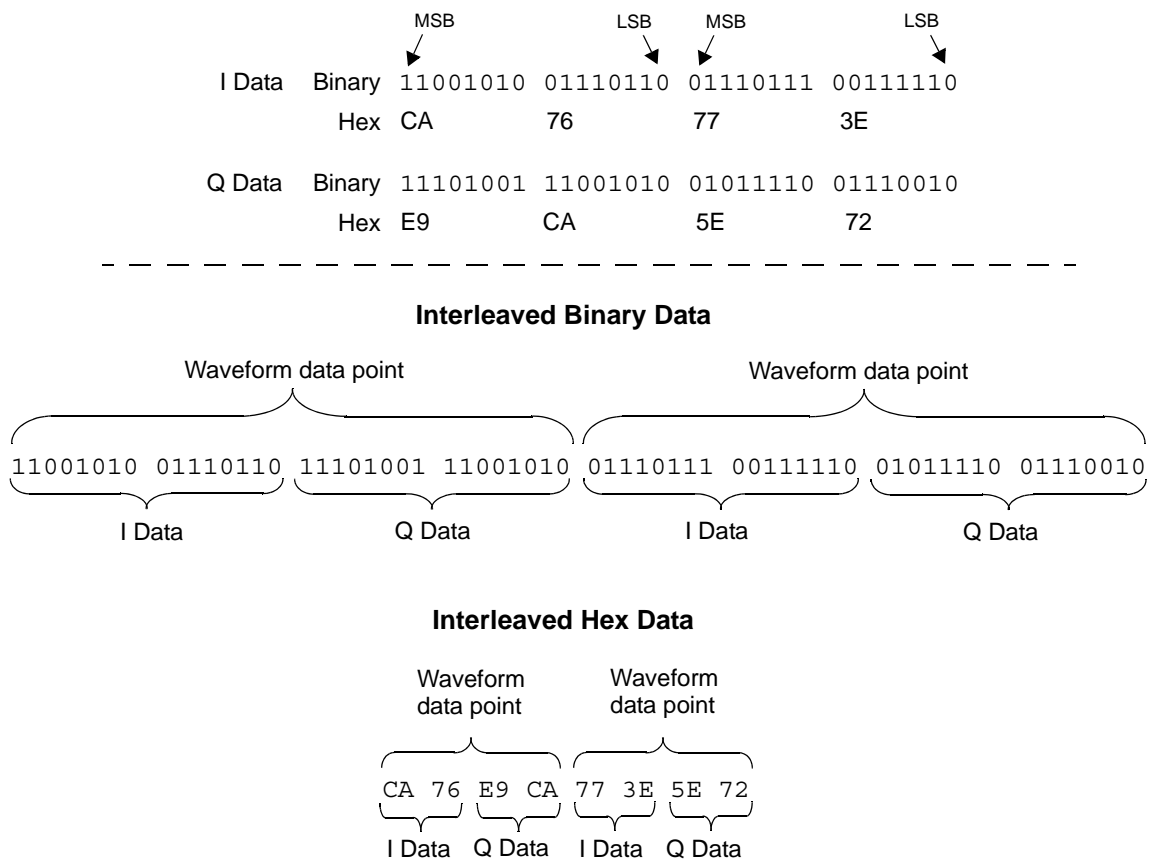 MSB LSB MSB LSB
I Data Binary 11001010 01110110 01110111 00111110
Hex CA 76 77 3E
Q Data Binary 11101001 11001010 01011110 01110010
Hex E9 CA 5E 72
Interleaved Binary Data
Waveform data point Waveform data point
11001010 01110110 11101001 11001010 01110111 00111110 01011110 01110010
I Data Q Data I Data Q Data
Interleaved Hex Data
Waveform Waveform
data point data point
CA 76 E9 CA 77 3E 5E 72
I Data Q Data I Data Q Data